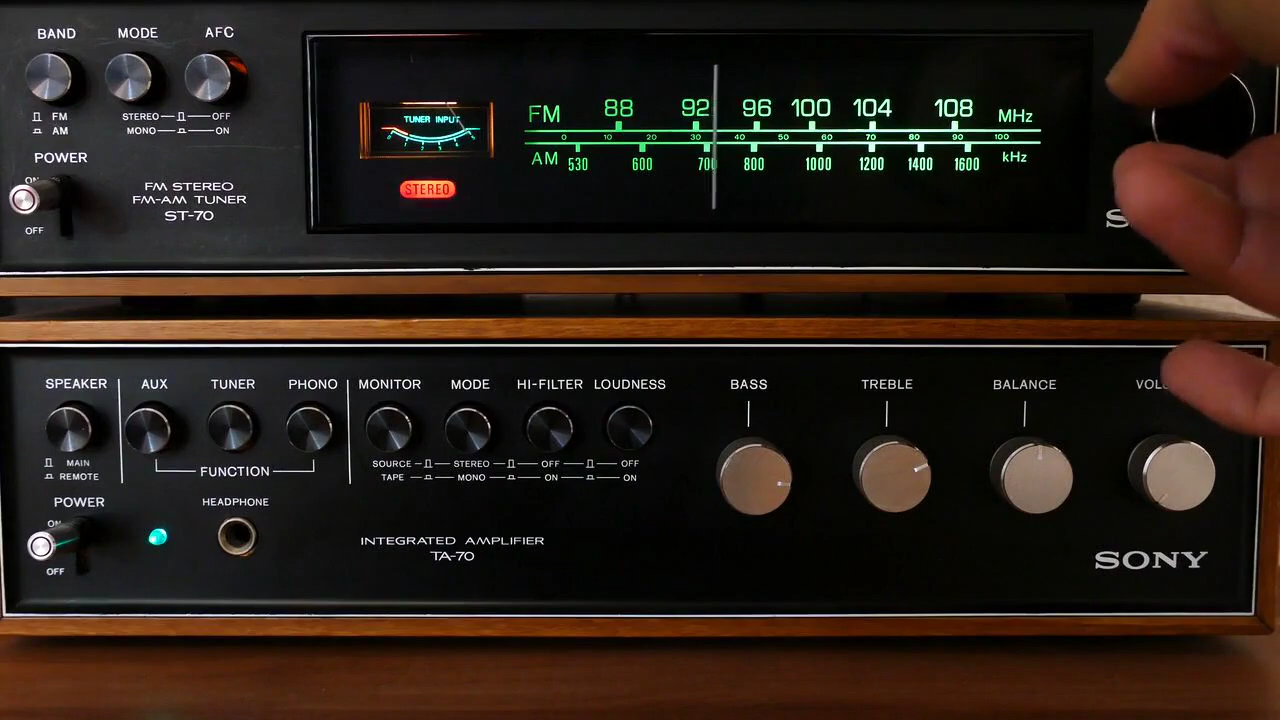 BAND MODE AFC
FM STEREO OFF
AM MONO ON
POWER
ON
OFF
FM STEREO
FM-AM TUNER
ST-70
TUNER INPUT
STEREO
FM 88 92 96 100 104 108 MHz
0 10 20 30 40 50 60 70 80 90 100
AM 530 600 700 800 1000 1200 1400 1600 kHz
SPEAKER AUX TUNER PHONO MONITOR MODE HI-FILTER LOUDNESS BASS TREBLE BALANCE
MAIN
REMOTE
FUNCTION
SOURCE STEREO OFF OFF
TAPE MONO ON ON
POWER
ON
OFF
HEADPHONE
INTEGRATED AMPLIFIER
TA-70
SONY